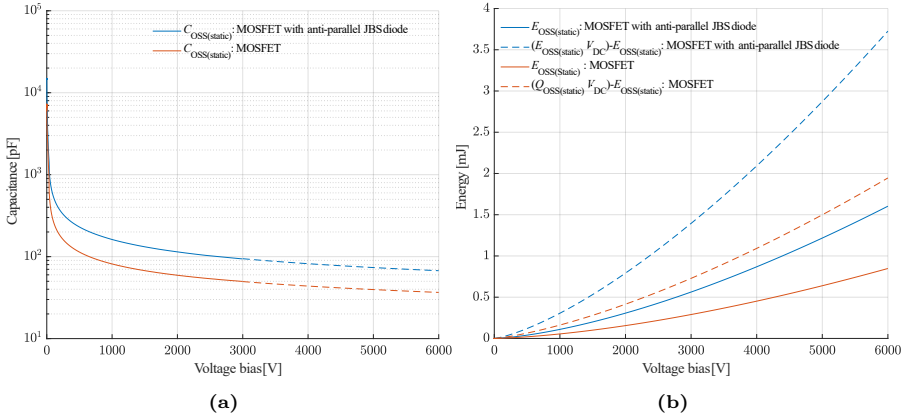 10^5
10^4
10^3
10^2
10^1
Capacitance [pF]
C_OSS(static): MOSFET with anti-parallel JBS diode
C_OSS(static): MOSFET
0 1000 2000 3000 4000 5000 6000
Voltage bias [V]
(a)
4
3.5
3
2.5
2
1.5
1
0.5
0
Energy [mJ]
E_OSS(static): MOSFET with anti-parallel JBS diode
(E_OSS(static) V_DC)-E_OSS(static): MOSFET with anti-parallel JBS diode
E_OSS(Static): MOSFET
(Q_OSS(static) V_DC)-E_OSS(static): MOSFET
0 1000 2000 3000 4000 5000 6000
Voltage bias [V]
(b)